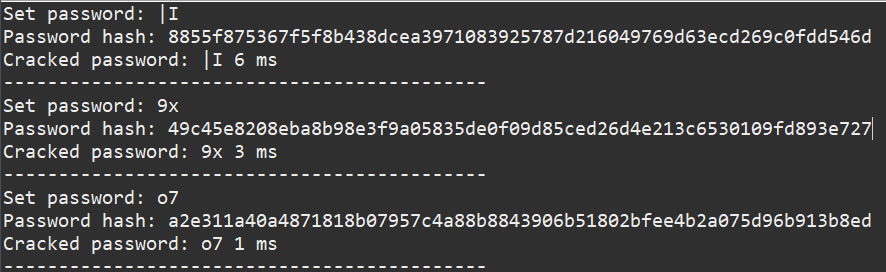 Set password: |I
Password hash: 8855f875367f5f8b438dcea3971083925787d216049769d63ecd269c0fdd546d
Cracked password: |I 6 ms
--------------------------------------------
Set password: 9x
Password hash: 49c45e8208eba8b98e3f9a05835de0f09d85ced26d4e213c6530109fd893e727
Cracked password: 9x 3 ms
--------------------------------------------
Set password: o7
Password hash: a2e311a40a4871818b07957c4a88b8843906b51802bfee4b2a075d96b913b8ed
Cracked password: o7 1 ms
--------------------------------------------